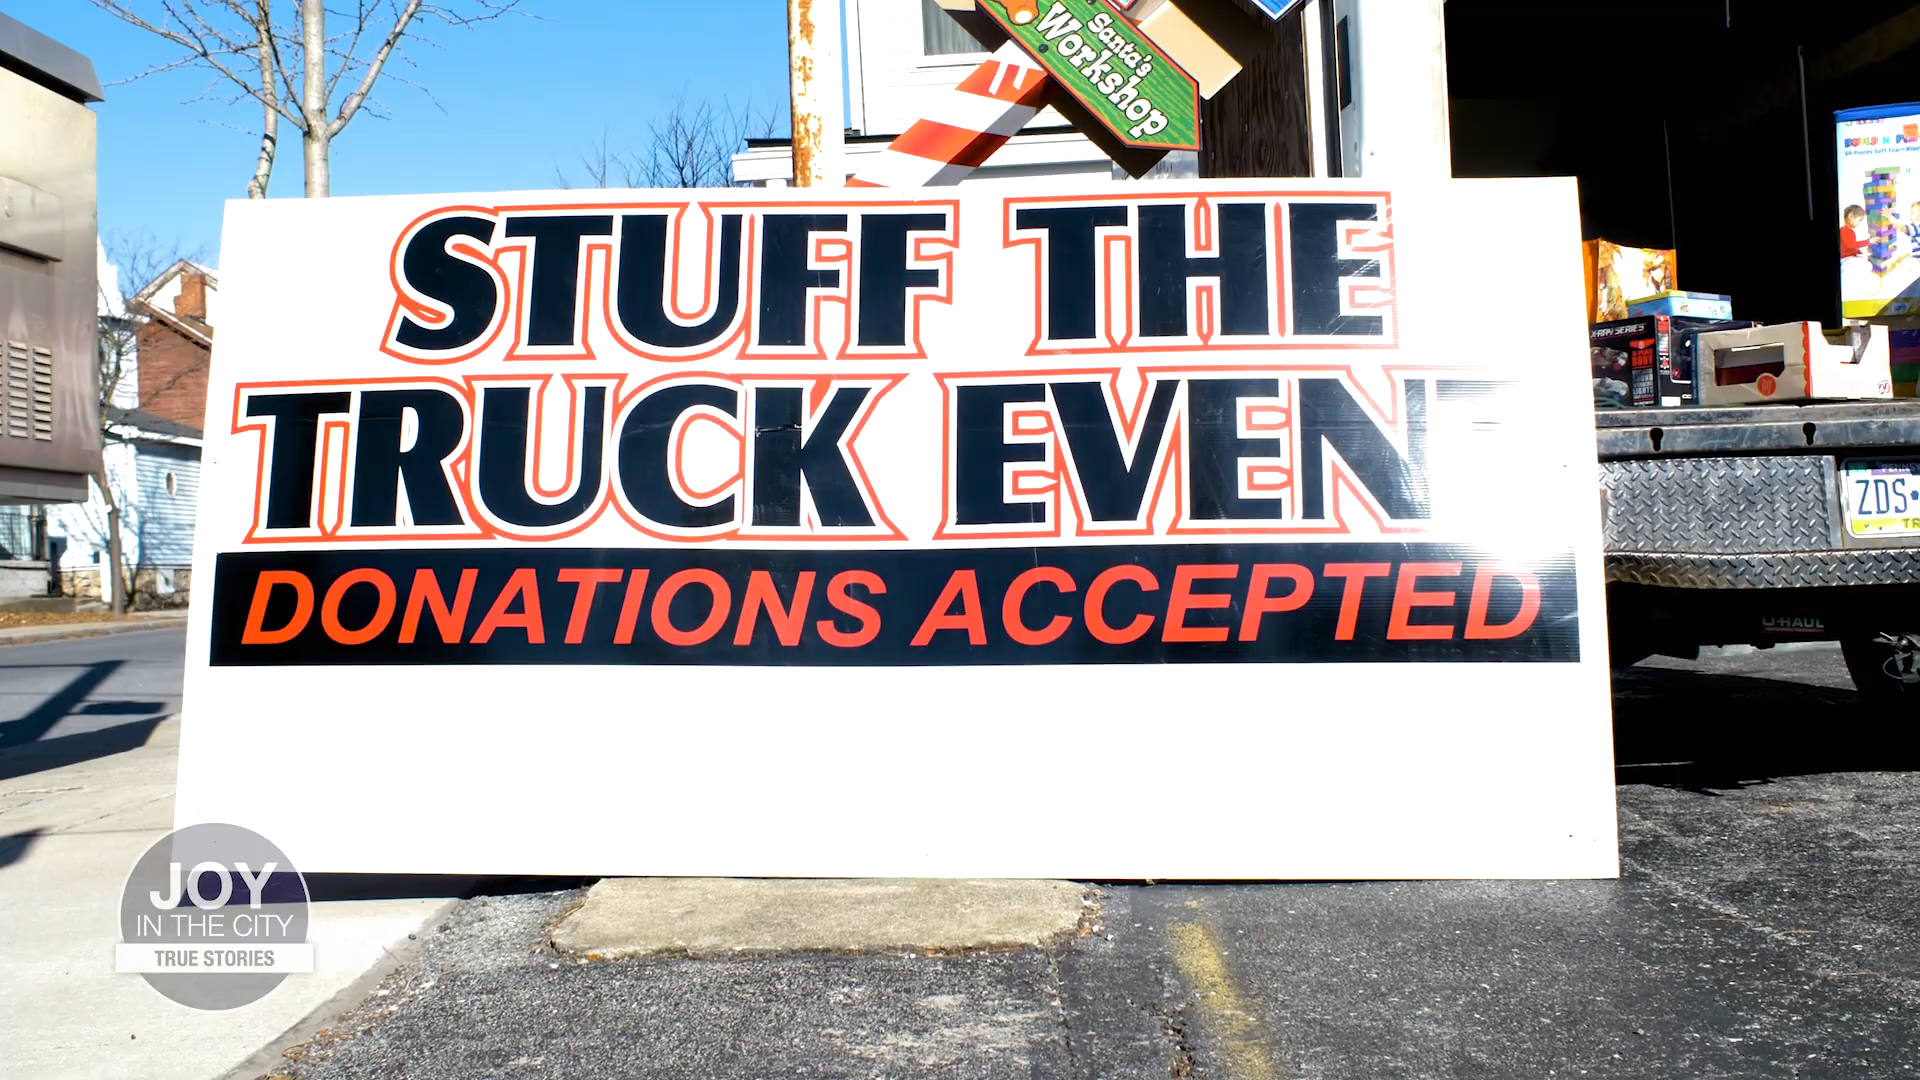 Santa's
Workshop
STUFF THE
TRUCK EVENT
DONATIONS ACCEPTED
ZDS
U-HAUL
JOY
IN THE CITY
TRUE STORIES